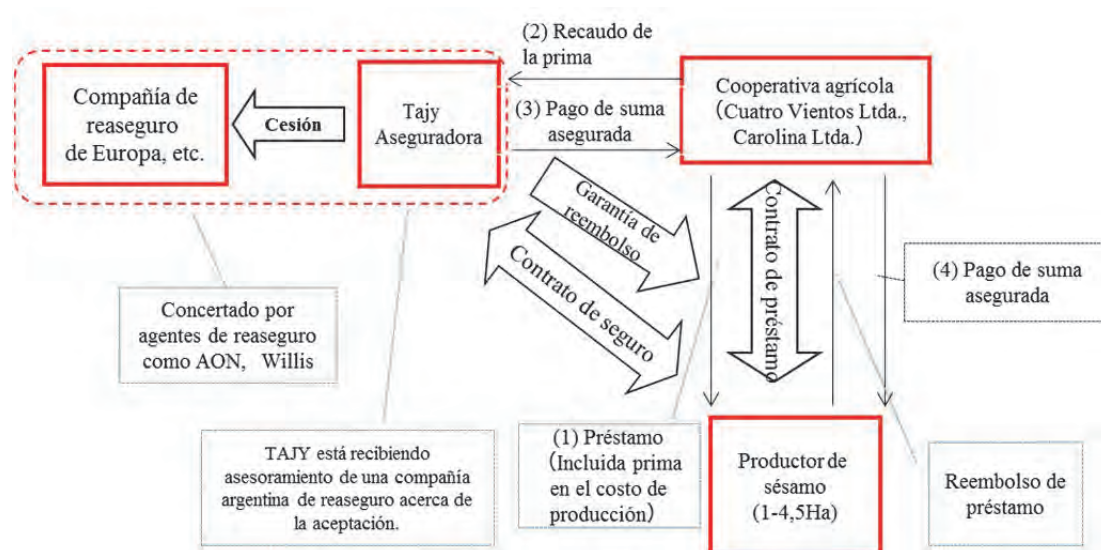 (2) Recaudo de
la prima
Compañía de
reaseguro
de Europa, etc.
Cesión
Tajy
Aseguradora
(3) Pago de suma
asegurada
Cooperativa agrícola
(Cuatro Vientos Ltda.,
Carolina Ltda.)
Garantía de
reembolso
Contrato de seguro
Contrato de préstamo
(4) Pago de suma
asegurada
Concertado por
agentes de reaseguro
como AON, Willis
TAJY está recibiendo
asesoramiento de una compañía
argentina de reaseguro acerca de
la aceptación.
(1) Préstamo
(Incluida prima
en el costo de
producción)
Productor de
sésamo
(1-4,5Ha)
Reembolso de
préstamo